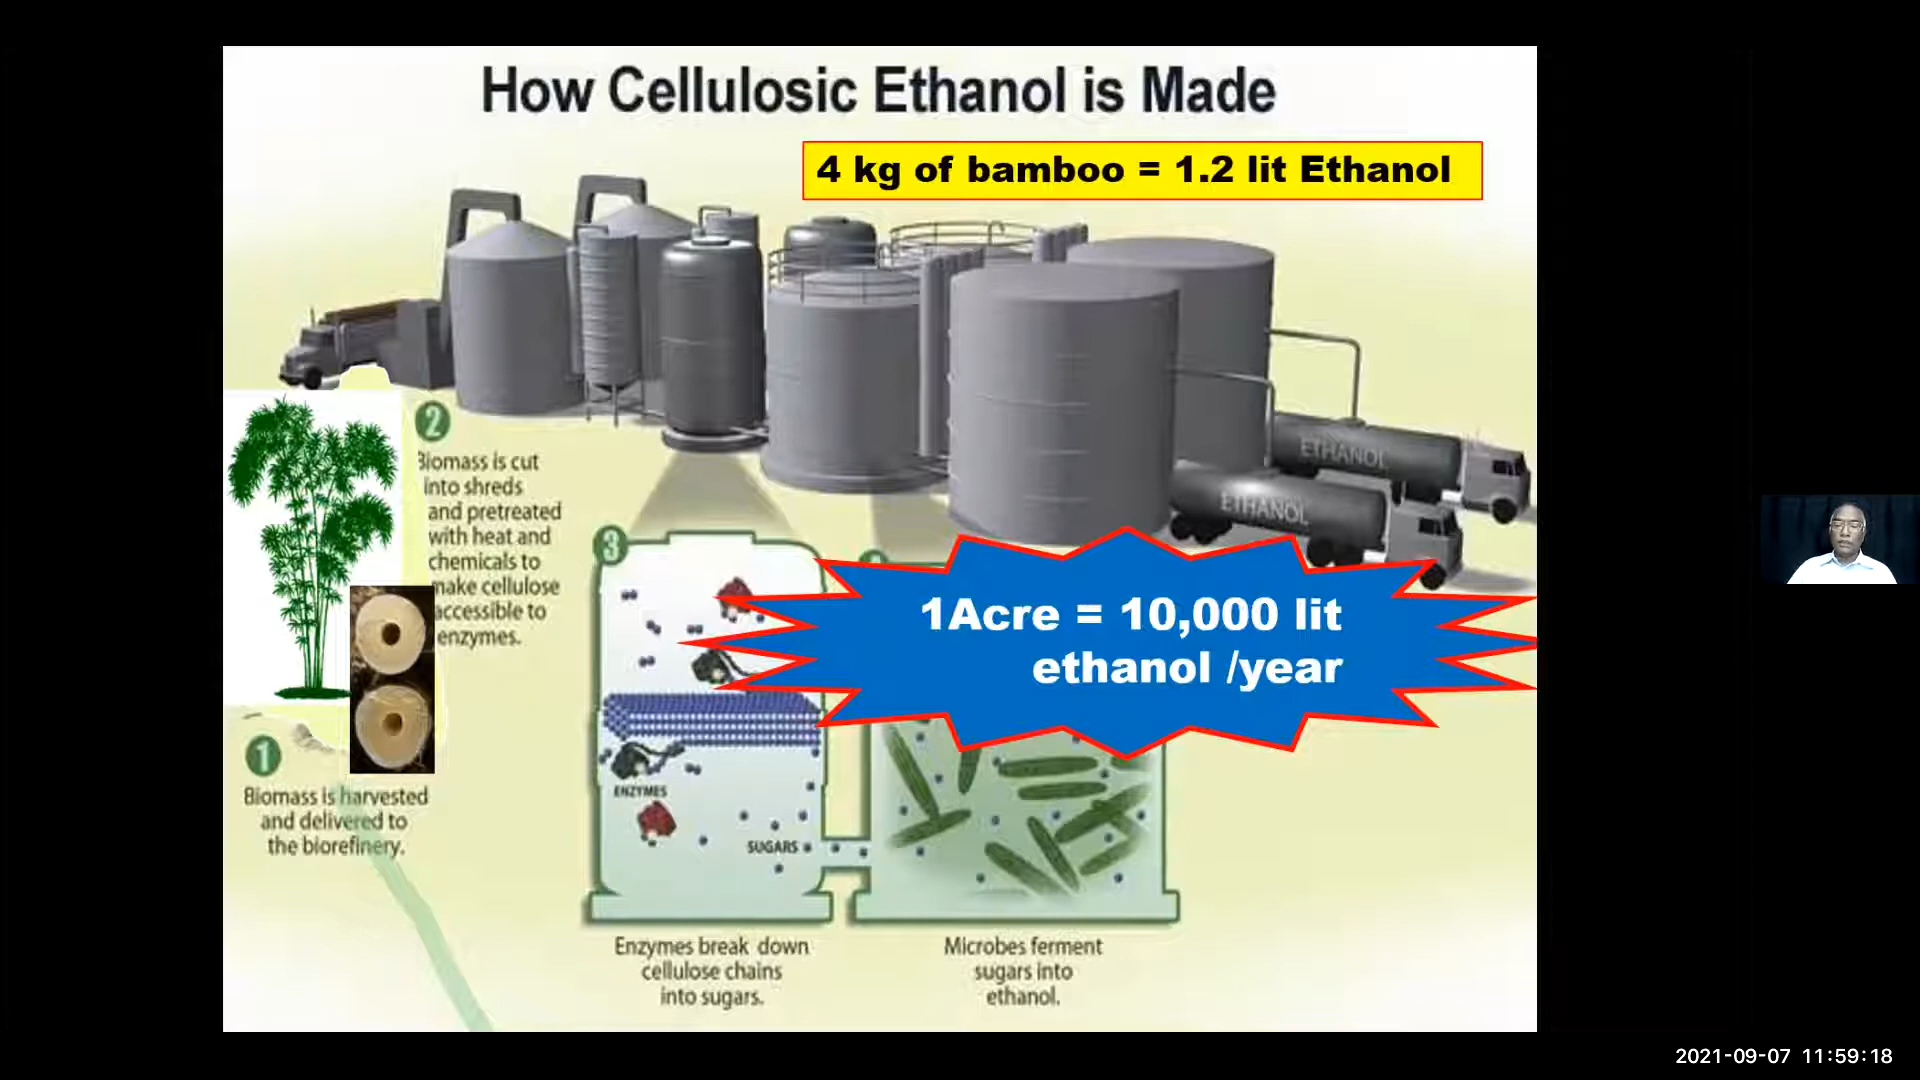 How Cellulosic Ethanol is Made
4 kg of bamboo = 1.2 lit Ethanol
ETHANOL
ETHANOL
2
Biomass is cut
into shreds
and pretreated
with heat and
chemicals to
make cellulose
accessible to
enzymes.
3
1Acre = 10,000 lit
ethanol /year
1
Biomass is harvested
and delivered to
the biorefinery.
ENZYMES
SUGARS
Enzymes break down
cellulose chains
into sugars.
Microbes ferment
sugars into
ethanol.
2021-09-07 11:59:18